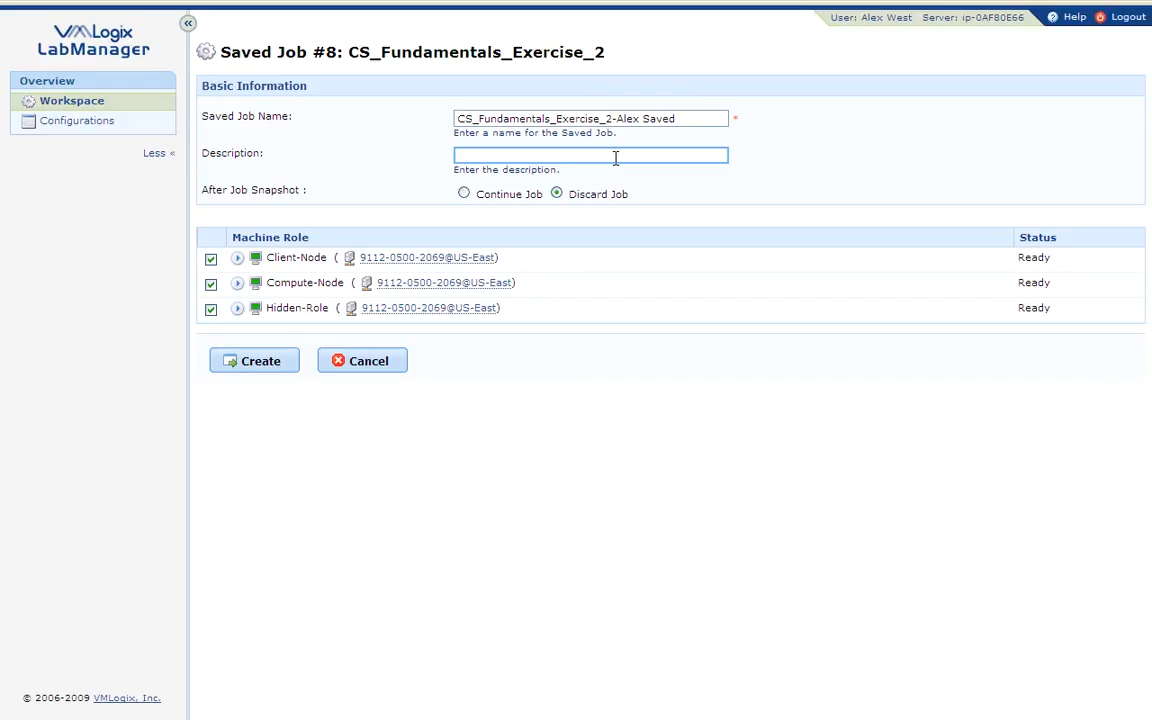 User: Alex West Server: ip-0AF80E66 Help Logout
VMLogix
LabManager
Overview
Workspace
Configurations
Less «
Saved Job #8: CS_Fundamentals_Exercise_2
Basic Information
Saved Job Name: CS_Fundamentals_Exercise_2-Alex Saved *
Enter a name for the Saved Job.
Description:
Enter the description.
After Job Snapshot : Continue Job Discard Job
Machine Role Status
Client-Node ( 9112-0500-2069@US-East) Ready
Compute-Node ( 9112-0500-2069@US-East) Ready
Hidden-Role ( 9112-0500-2069@US-East) Ready
Create Cancel
© 2006-2009 VMLogix, Inc.